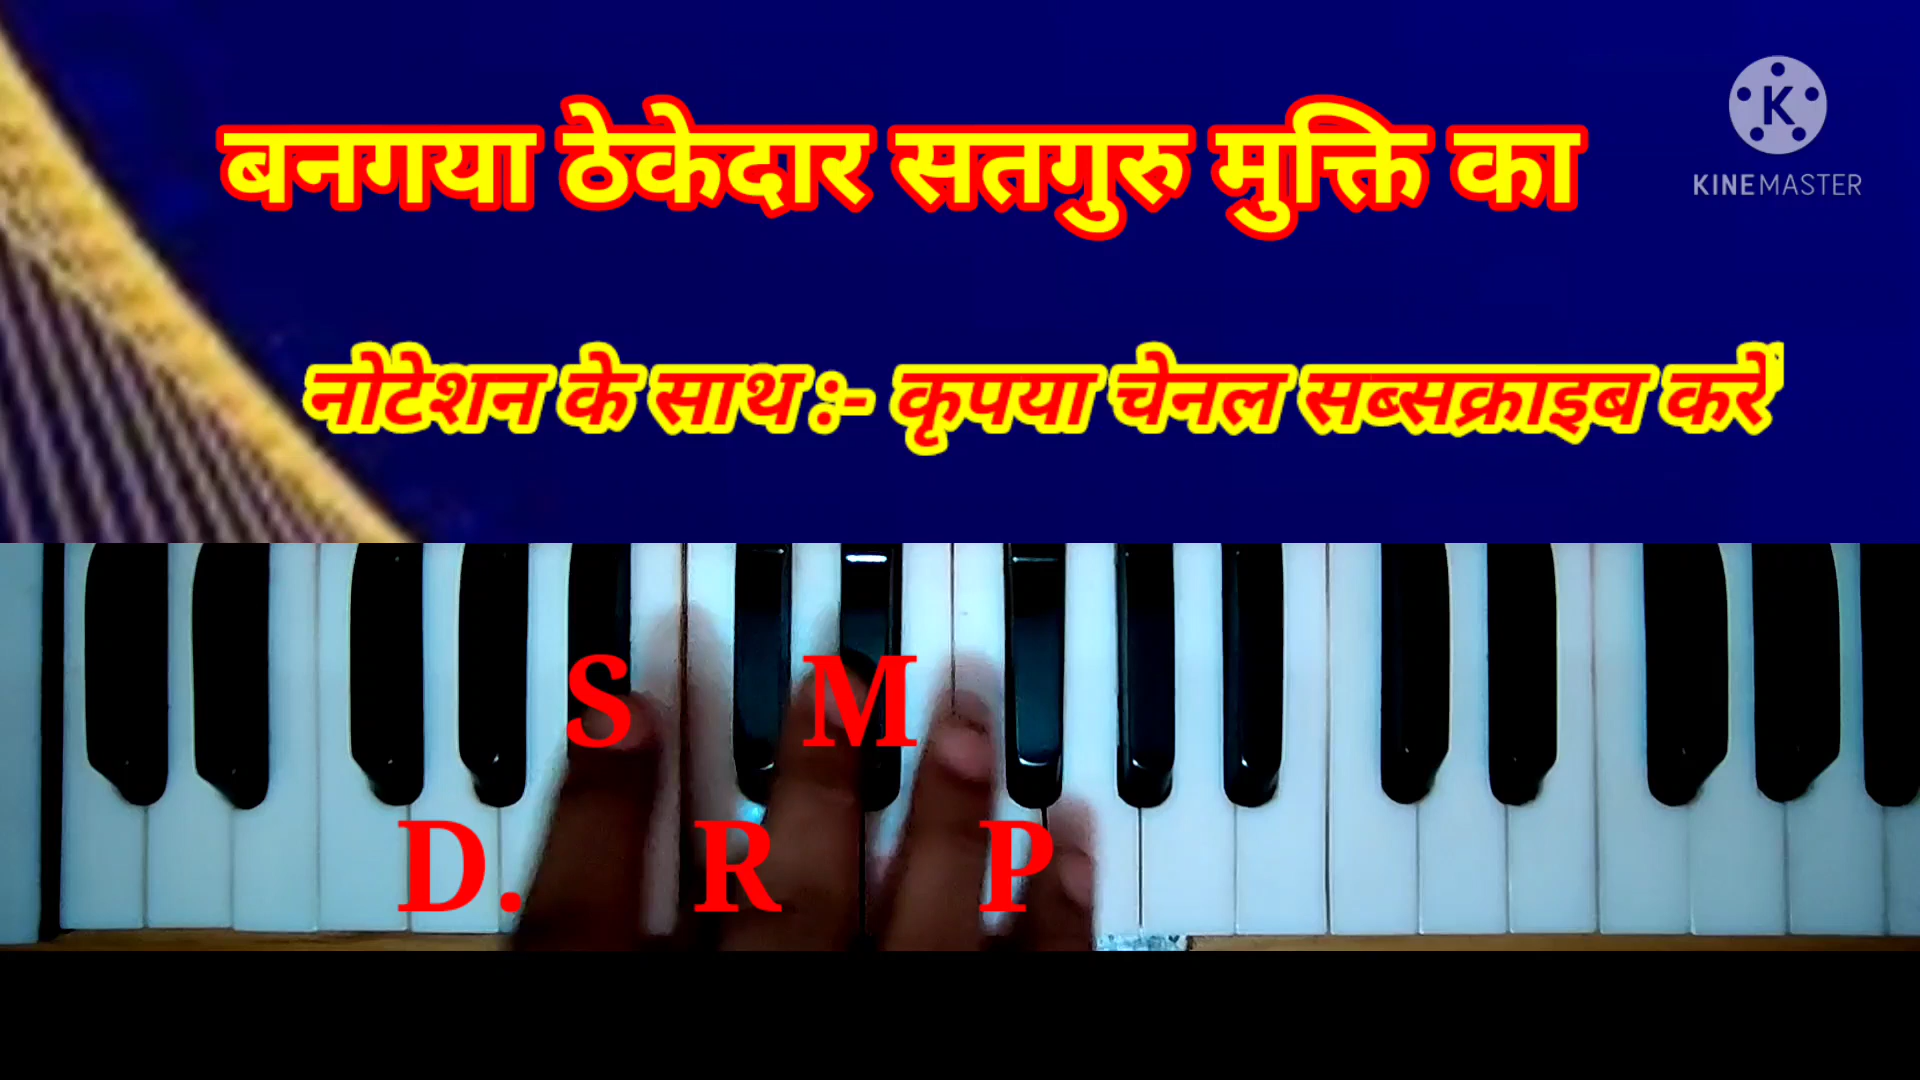 बनगया ठेकेदार सतगुरु मुक्ति का
K
KINEMASTER
नोटेशन के साथ :- कृपया चेनल सब्सक्राइब करें
S M
D. R P